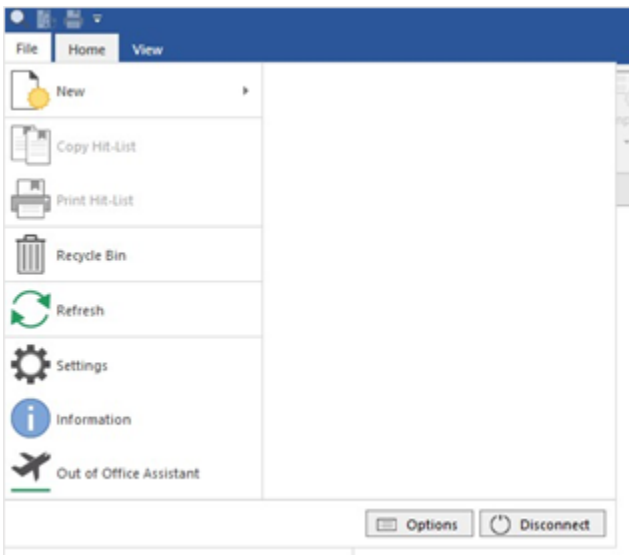 File Home View
New
Copy Hit-List
Print Hit-List
Recycle Bin
Refresh
Settings
Information
Out of Office Assistant
Options Disconnect